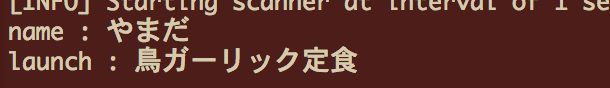 [INFO] Starting scanner at interval of 1 se
name : やまだ
launch : 鳥ガーリック定食